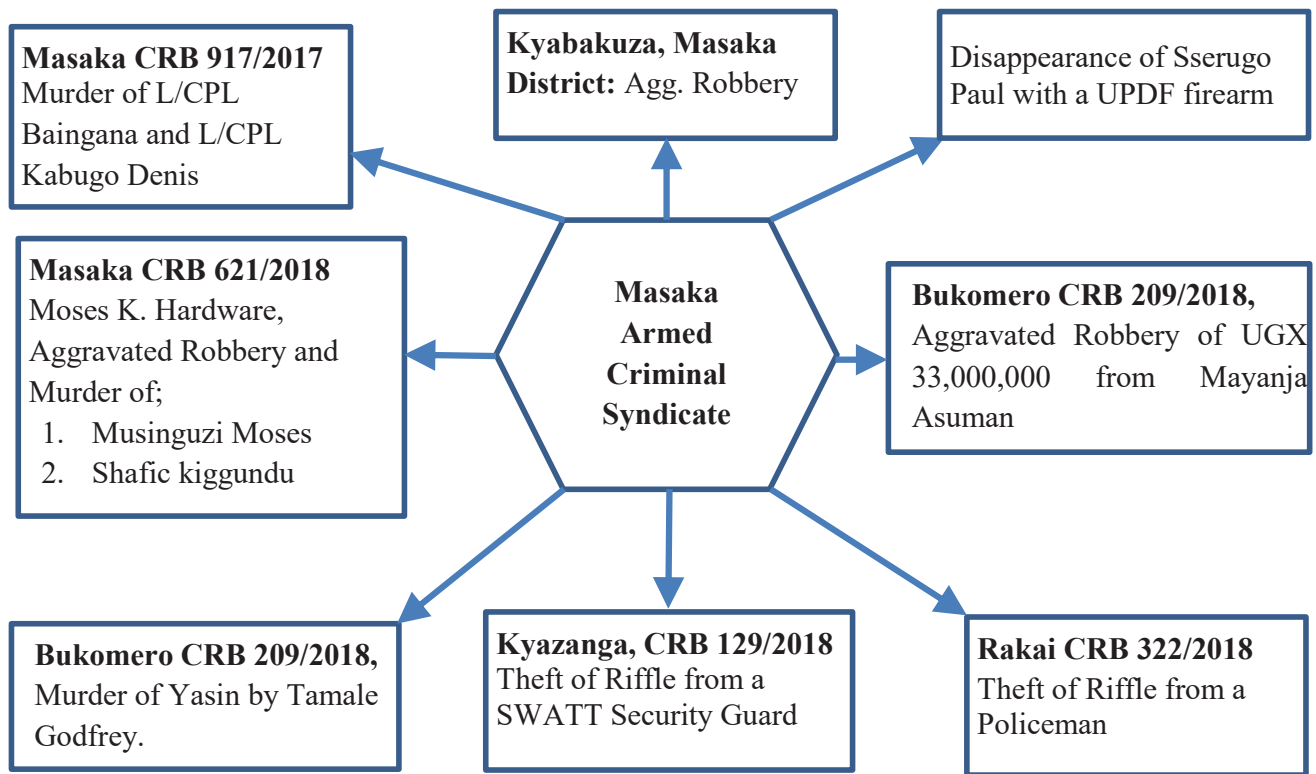 Masaka CRB 917/2017
Murder of L/CPL
Baingana and L/CPL
Kabugo Denis
Kyabakuza, Masaka
District: Agg. Robbery
Disappearance of Sserugo
Paul with a UPDF firearm
Masaka CRB 621/2018
Moses K. Hardware,
Aggravated Robbery and
Murder of;
1. Musinguzi Moses
2. Shafic kiggundu
Masaka
Armed
Criminal
Syndicate
Bukomero CRB 209/2018,
Aggravated Robbery of UGX
33,000,000 from Mayanja
Asuman
Bukomero CRB 209/2018,
Murder of Yasin by Tamale
Godfrey.
Kyazanga, CRB 129/2018
Theft of Riffle from a
SWATT Security Guard
Rakai CRB 322/2018
Theft of Riffle from a
Policeman